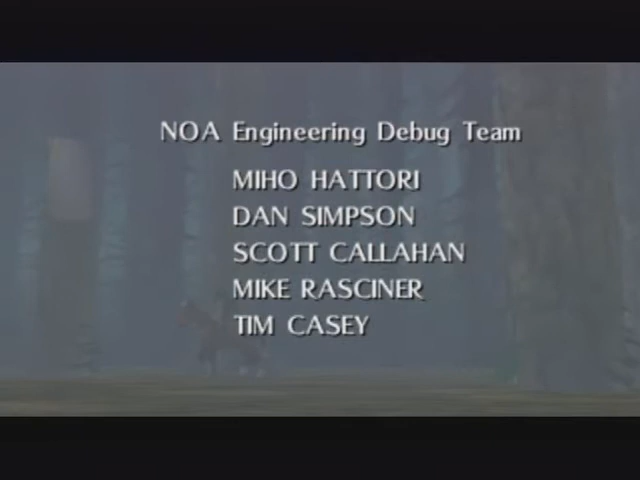 NOA Engineering Debug Team
MIHO HATTORI
DAN SIMPSON
SCOTT CALLAHAN
MIKE RASCINER
TIM CASEY